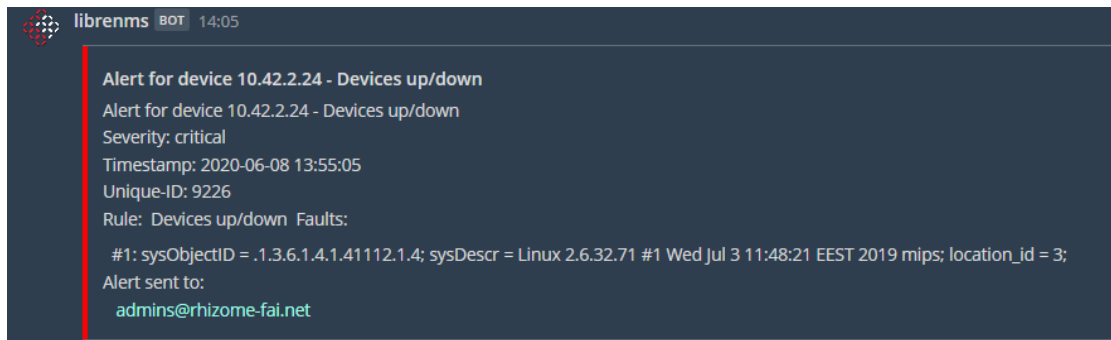 librenms BOT 14:05
Alert for device 10.42.2.24 - Devices up/down
Alert for device 10.42.2.24 - Devices up/down
Severity: critical
Timestamp: 2020-06-08 13:55:05
Unique-ID: 9226
Rule: Devices up/down Faults:
#1: sysObjectID = .1.3.6.1.4.1.41112.1.4; sysDescr = Linux 2.6.32.71 #1 Wed Jul 3 11:48:21 EEST 2019 mips; location_id = 3;
Alert sent to:
admins@rhizome-fai.net